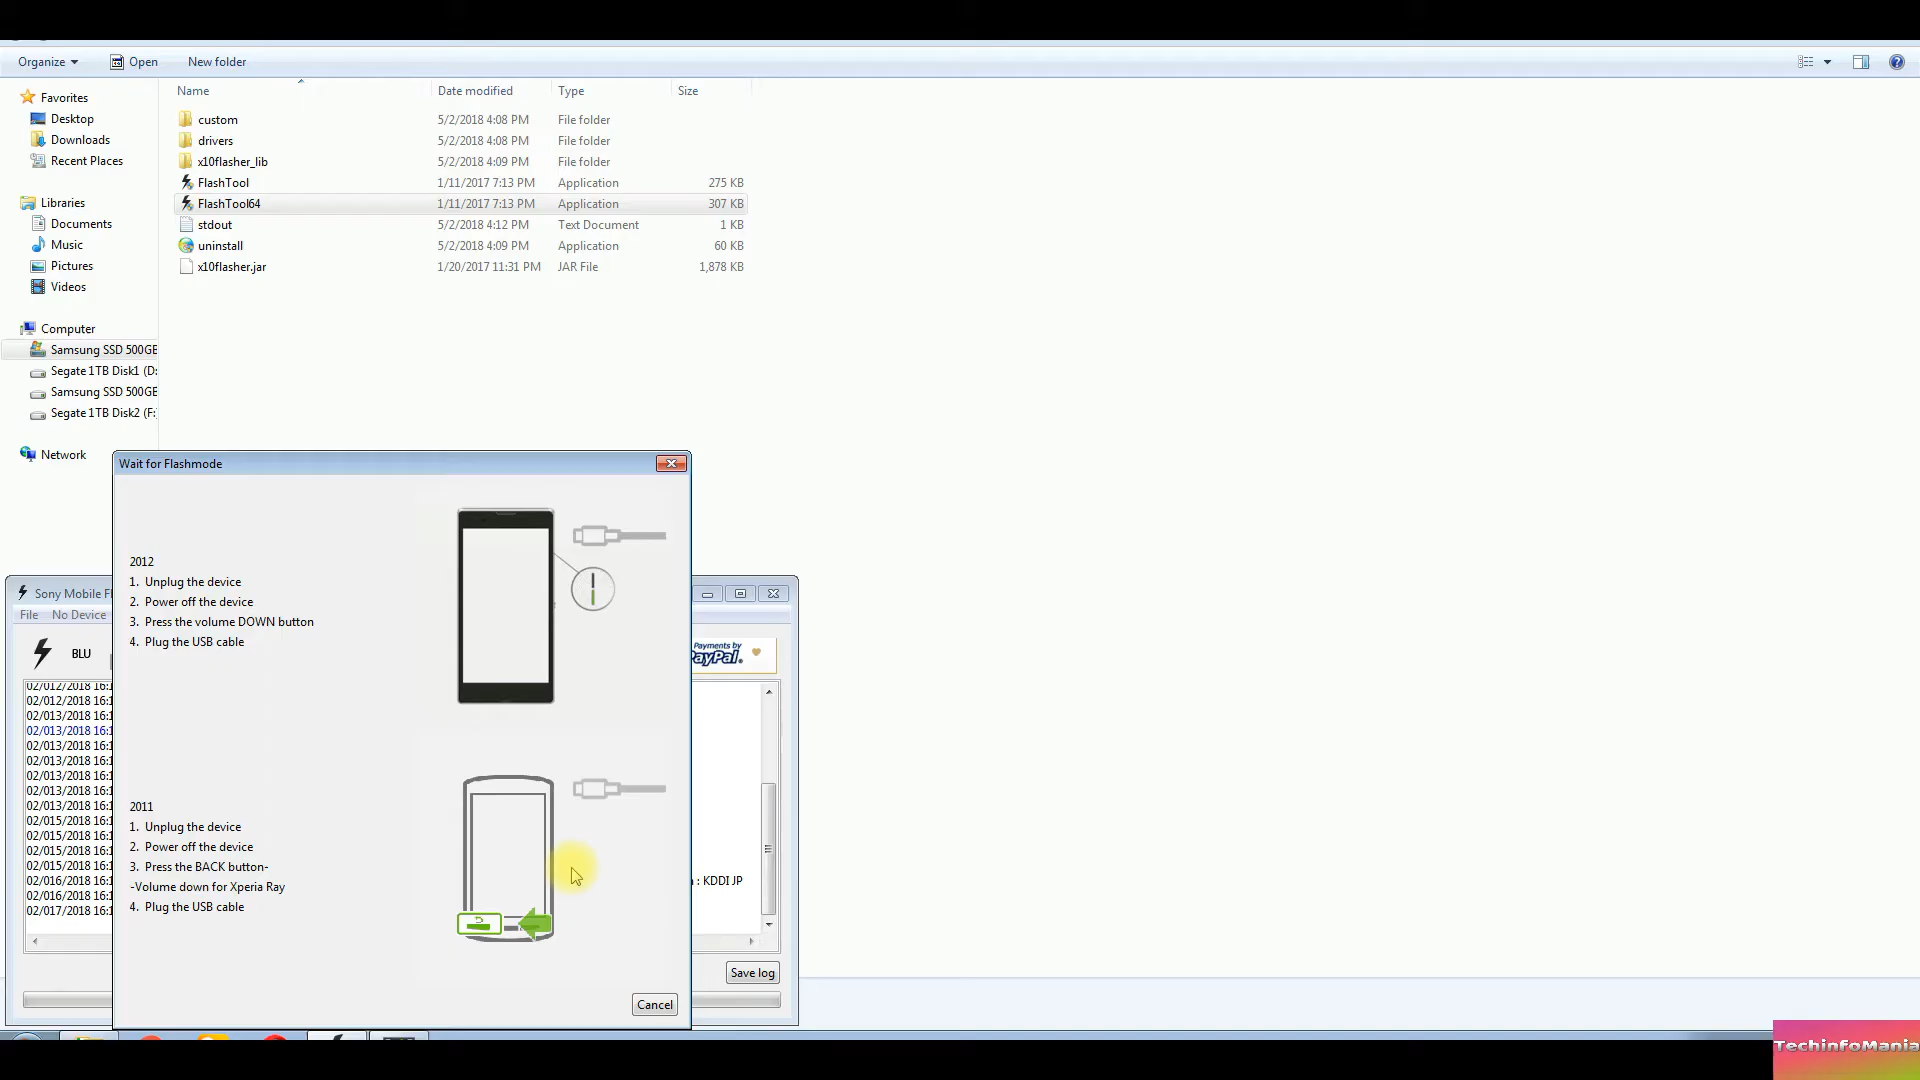 Organize Open New folder
Name Date modified Type Size
Favorites
Desktop
Downloads
Recent Places
Libraries
Documents
Music
Pictures
Videos
Computer
Samsung SSD 500GE
Segate 1TB Disk1 (D:
Samsung SSD 500GE
Segate 1TB Disk2 (F:
Network
custom 5/2/2018 4:08 PM File folder
drivers 5/2/2018 4:08 PM File folder
x10flasher_lib 5/2/2018 4:09 PM File folder
FlashTool 1/11/2017 7:13 PM Application 275 KB
FlashTool64 1/11/2017 7:13 PM Application 307 KB
stdout 5/2/2018 4:12 PM Text Document 1 KB
uninstall 5/2/2018 4:09 PM Application 60 KB
x10flasher.jar 1/20/2017 11:31 PM JAR File 1,878 KB
Wait for Flashmode
2012
1. Unplug the device
2. Power off the device
3. Press the volume DOWN button
4. Plug the USB cable
2011
1. Unplug the device
2. Power off the device
3. Press the BACK button-
-Volume down for Xperia Ray
4. Plug the USB cable
Cancel
Sony Mobile Fl
File No Device
BLU
Payments by
PayPal.
02/012/2018 16:1
02/012/2018 16:1
02/013/2018 16:1
02/013/2018 16:1
02/013/2018 16:1
02/013/2018 16:1
02/013/2018 16:1
02/013/2018 16:1
02/013/2018 16:1
02/015/2018 16:1
02/015/2018 16:1
02/015/2018 16:1
02/015/2018 16:1
02/016/2018 16:1 : KDDI JP
02/016/2018 16:1
02/017/2018 16:1
Save log
TechinfoMania